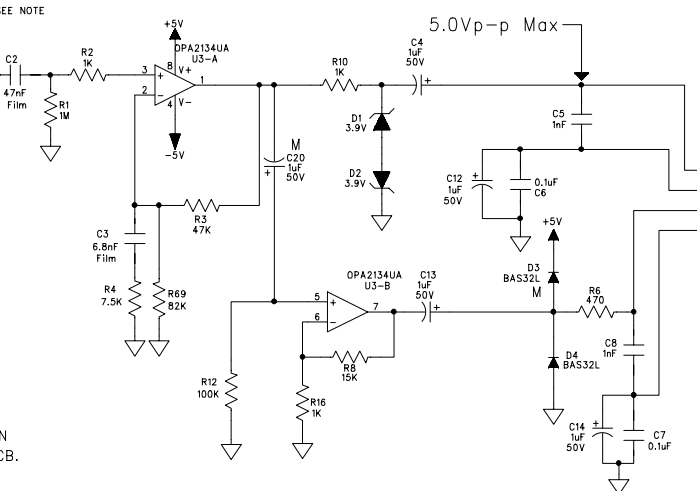 SEE NOTE
5.0Vp-p Max
+5V
OPA2134UA
U3-A
C2
47nF
Film
R2
1K
R1
1M
3
2
8
V+
4
V-
1
+
−
-5V
R10
1K
C4
1uF
50V
+
D1
3.9V
D2
3.9V
C5
1nF
M
C20
1uF
50V
+
C12
1uF
50V
+
0.1uF
C6
R3
47K
C3
6.8nF
Film
R4
7.5K
R69
82K
+5V
D3
BAS32L
M
OPA2134UA
U3-B
C13
1uF
50V
+
5
6
7
+
−
R6
470
R8
15K
R12
100K
R16
1K
D4
BAS32L
C8
1nF
C14
1uF
50V
+
C7
0.1uF
N
CB.